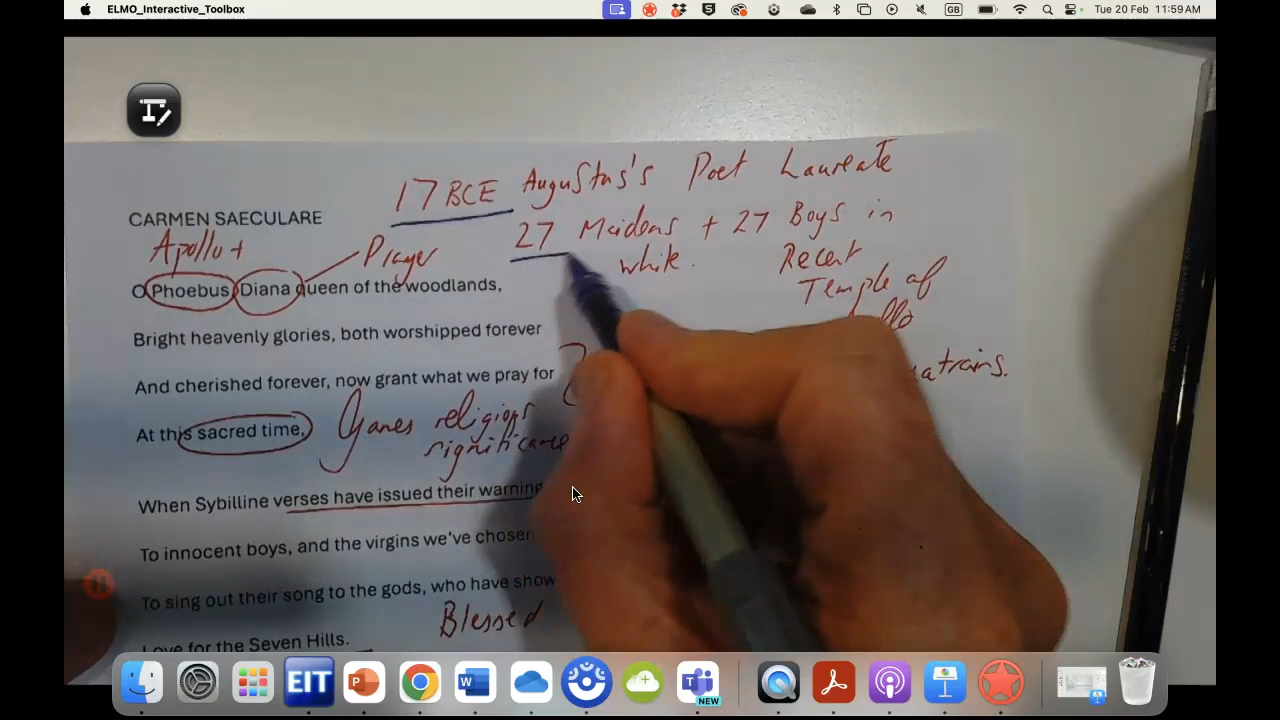 ELMO_Interactive_Toolbox
GB
Tue 20 Feb 11:59 AM
17 BCE Augustus's Poet Laureate
CARMEN SAECULARE
27 Maidens + 27 Boys in
white.
Recent
Temple of
Apollo +
Prayer
O Phoebus, Diana queen of the woodlands,
Bright heavenly glories, both worshipped forever
And cherished forever, now grant what we pray for
atrains.
At this sacred time,
Games religious
significance
When Sybilline verses have issued their warning
To innocent boys, and the virgins we've chosen
To sing out their song to the gods, who have show
Blessed
Love for the Seven Hills.
EIT
P
W
T
NEW